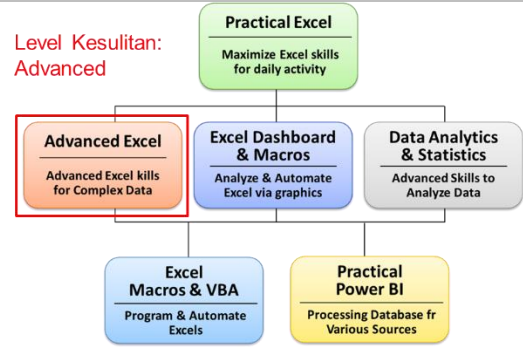 Level Kesulitan:
Advanced
Practical Excel
Maximize Excel skills
for daily activity
Advanced Excel
Advanced Excel kills
for Complex Data
Excel Dashboard
& Macros
Analyze & Automate
Excel via graphics
Data Analytics
& Statistics
Advanced Skills to
Analyze Data
Excel
Macros & VBA
Program & Automate
Excels
Practical
Power BI
Processing Database fr
Various Sources